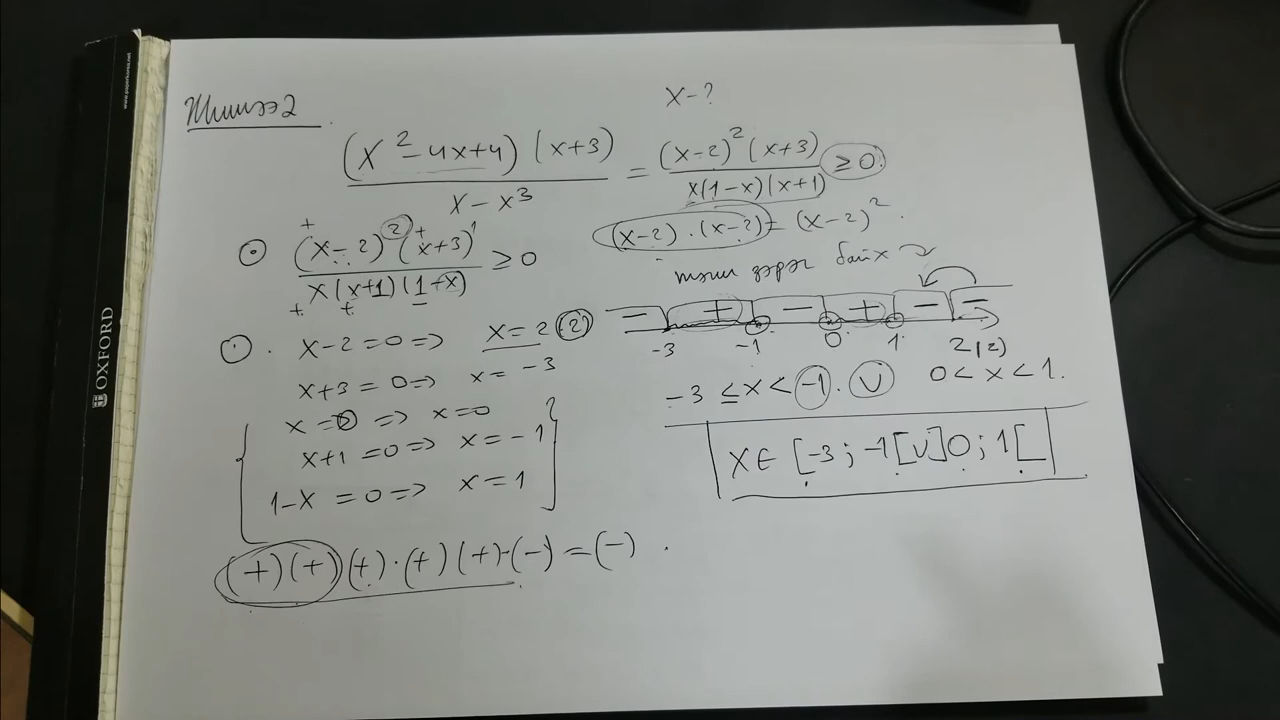 Жишээ 2
x-?
(x²-4x+4)(x+3) / x-x³ = (x-2)²(x+3) / x(1-x)(x+1) ≥ 0.
(x-2)·(x-2) = (x-2)².
⊙ (x-2)²(x+3)¹ / x(x+1)(1-x) ≥ 0
+ +
+ + -
тэгш зэрэг байх
- + - + - -
-3 -1 0 1 2(2)
⊙. x-2=0 => x=2 (2)
x+3=0 => x=-3
x=0 => x=0
x+1=0 => x=-1
1-x=0 => x=1
-3 ≤ x < -1. ∪ 0 < x < 1.
x∈ [-3;-1[∪]0;1[
(+)(+)(+)·(+)(+)·(-)=(-).
OXFORD